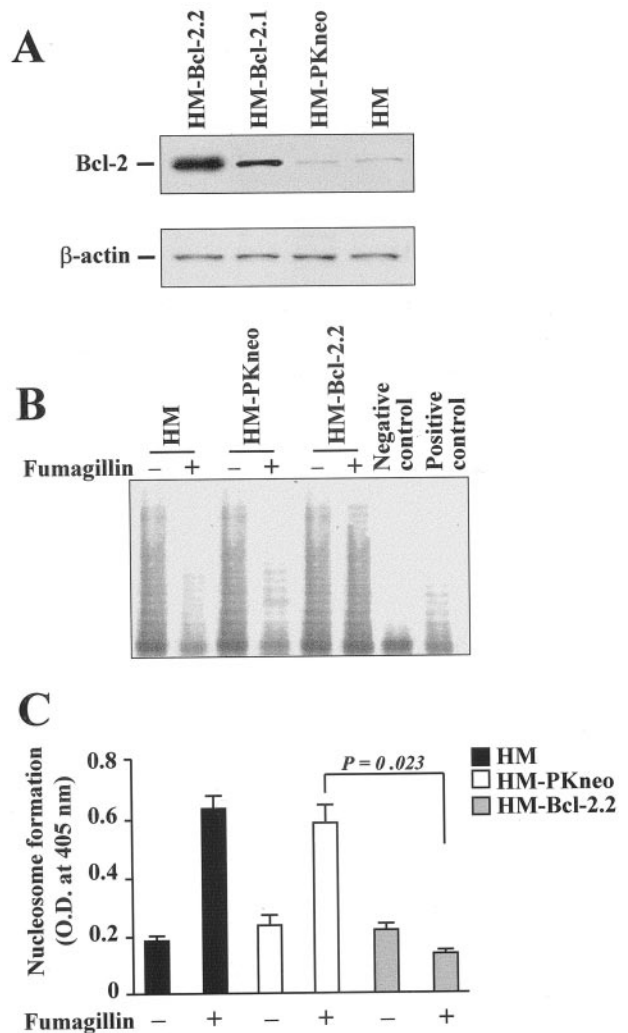 A
HM-Bcl-2.2
HM-Bcl-2.1
HM-PKneo
HM
Bcl-2 –
β-actin –
B
HM
HM-PKneo
HM-Bcl-2.2
Negative control
Positive control
Fumagillin – + – + – +
C
Nucleosome formation
(O.D. at 405 nm)
0.8
0.6
0.4
0.2
0
P = 0.023
HM
HM-PKneo
HM-Bcl-2.2
Fumagillin – + – + – +